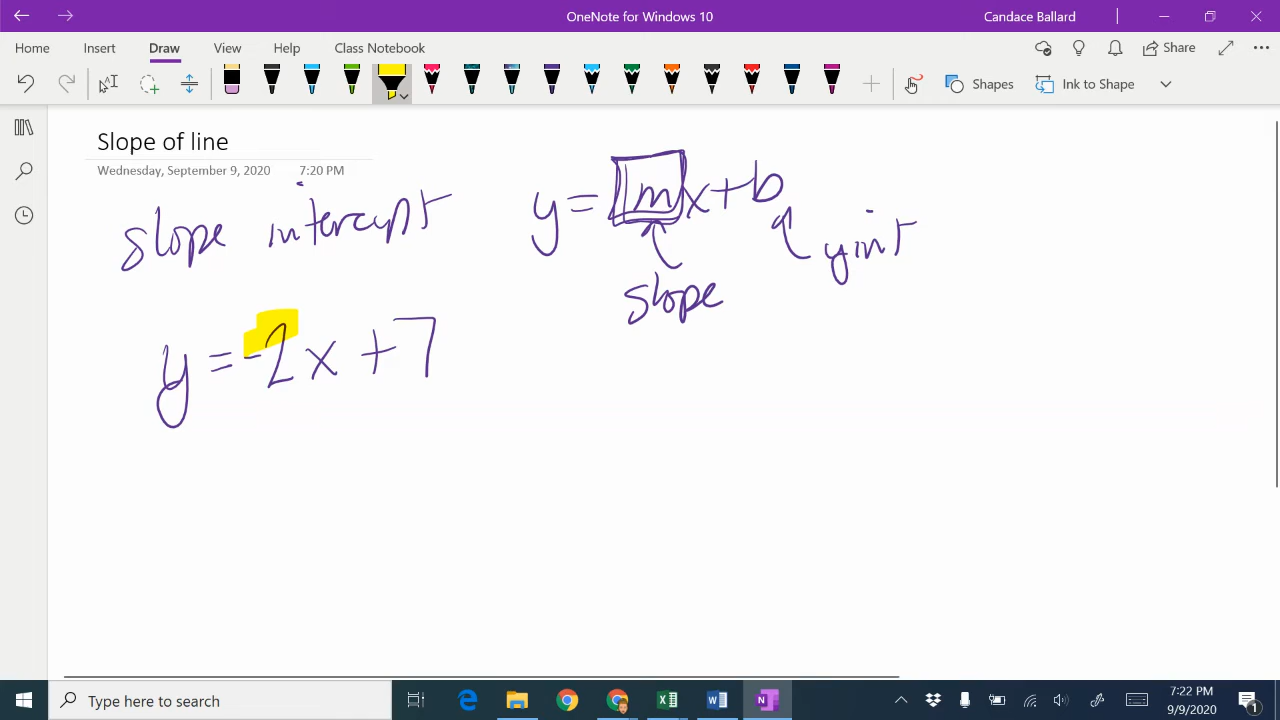 OneNote for Windows 10
Candace Ballard
Home Insert Draw View Help Class Notebook
Share
Shapes
Ink to Shape
Slope of line
Wednesday, September 9, 2020 7:20 PM
slope intercept
y = mx + b
y int
slope
y = -2x + 7
Type here to search
7:22 PM
9/9/2020
1